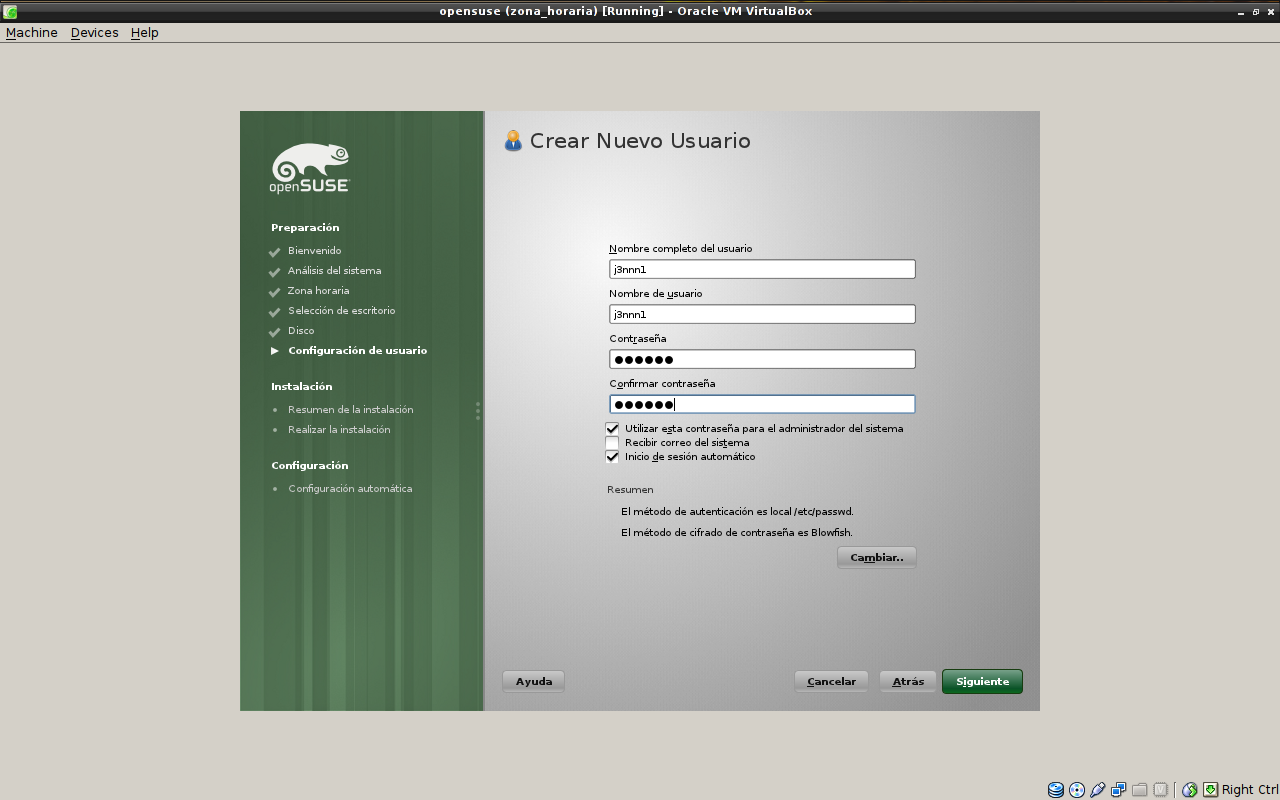 opensuse (zona_horaria) [Running] - Oracle VM VirtualBox
Machine Devices Help
openSUSE
Preparación
Bienvenido
Análisis del sistema
Zona horaria
Selección de escritorio
Disco
Configuración de usuario
Instalación
Resumen de la instalación
Realizar la instalación
Configuración
Configuración automática
Crear Nuevo Usuario
Nombre completo del usuario
j3nnn1
Nombre de usuario
j3nnn1
Contraseña
Confirmar contraseña
Utilizar esta contraseña para el administrador del sistema
Recibir correo del sistema
Inicio de sesión automático
Resumen
El método de autenticación es local /etc/passwd.
El método de cifrado de contraseña es Blowfish.
Cambiar..
Ayuda Cancelar Atrás Siguiente
Right Ctrl